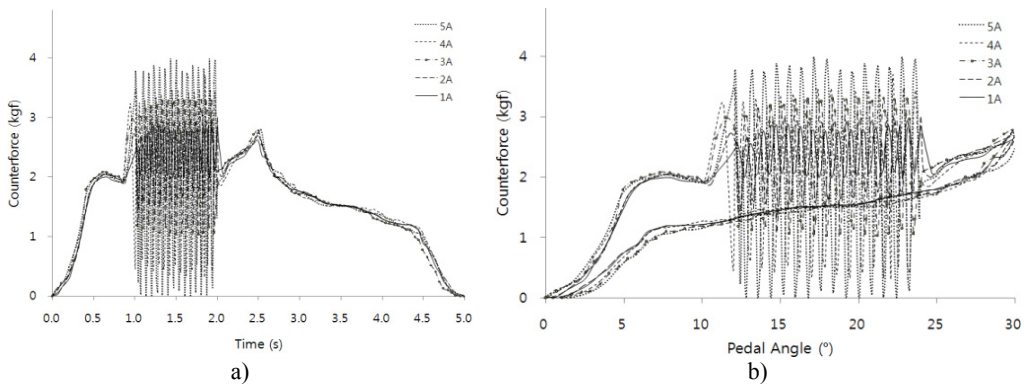 5A
4A
3A
2A
1A
4
3
2
1
0
Counterforce (kgf)
0.0 0.5 1.0 1.5 2.0 2.5 3.0 3.5 4.0 4.5 5.0
Time (s)
a)
5A
4A
3A
2A
1A
4
3
2
1
0
Counterforce (kgf)
0 5 10 15 20 25 30
Pedal Angle (°)
b)